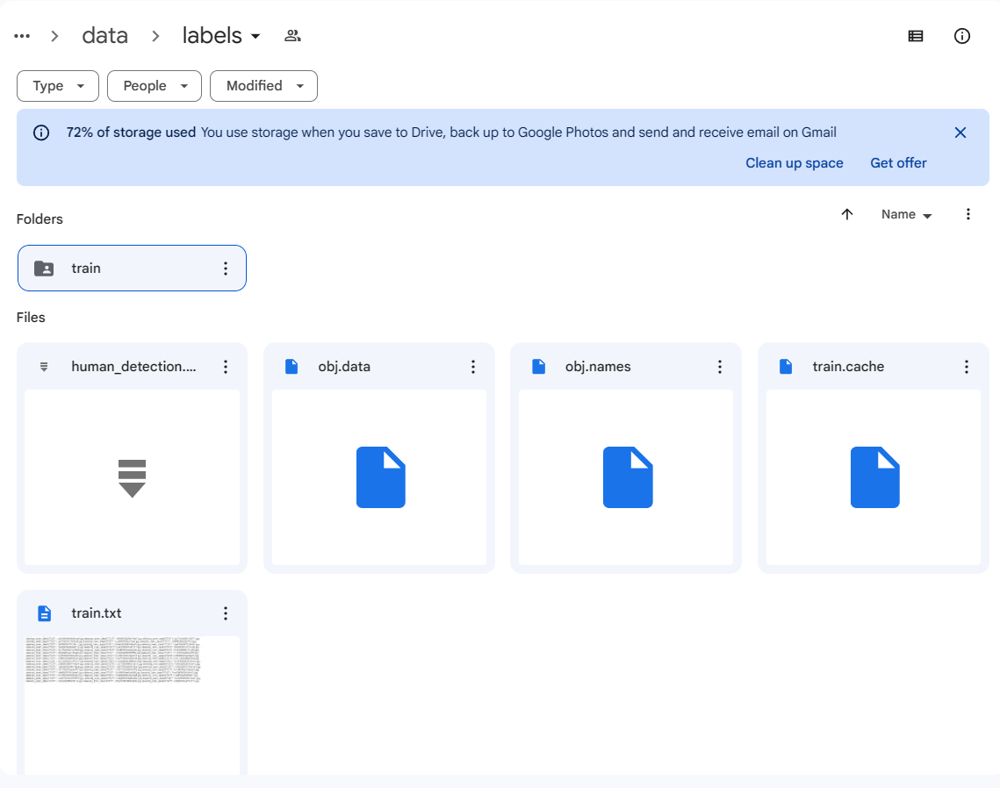 data labels
Type People Modified
72% of storage used You use storage when you save to Drive, back up to Google Photos and send and receive email on Gmail
Clean up space Get offer
Folders
Name
train
Files
human_detection.... obj.data obj.names train.cache
train.txt